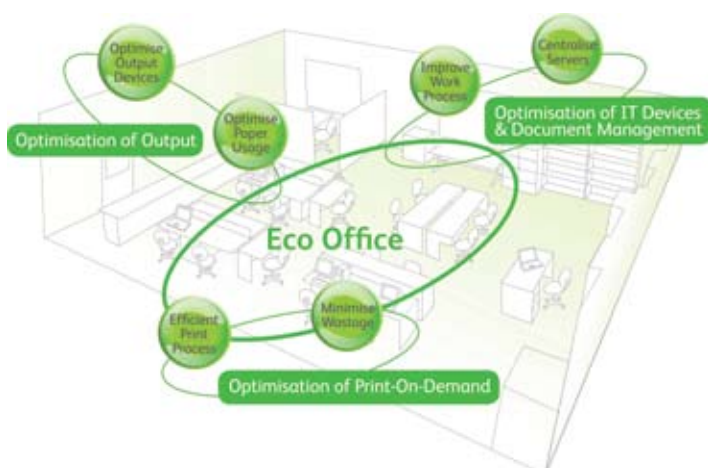 Optimise
Output
Devices
Centralise
Servers
Improve
Work
Process
Optimisation of IT Devices
& Document Management
Optimisation of Output
Optimise
Paper
Usage
Eco Office
Efficient
Print
Process
Minimise
Wastage
Optimisation of Print-On-Demand